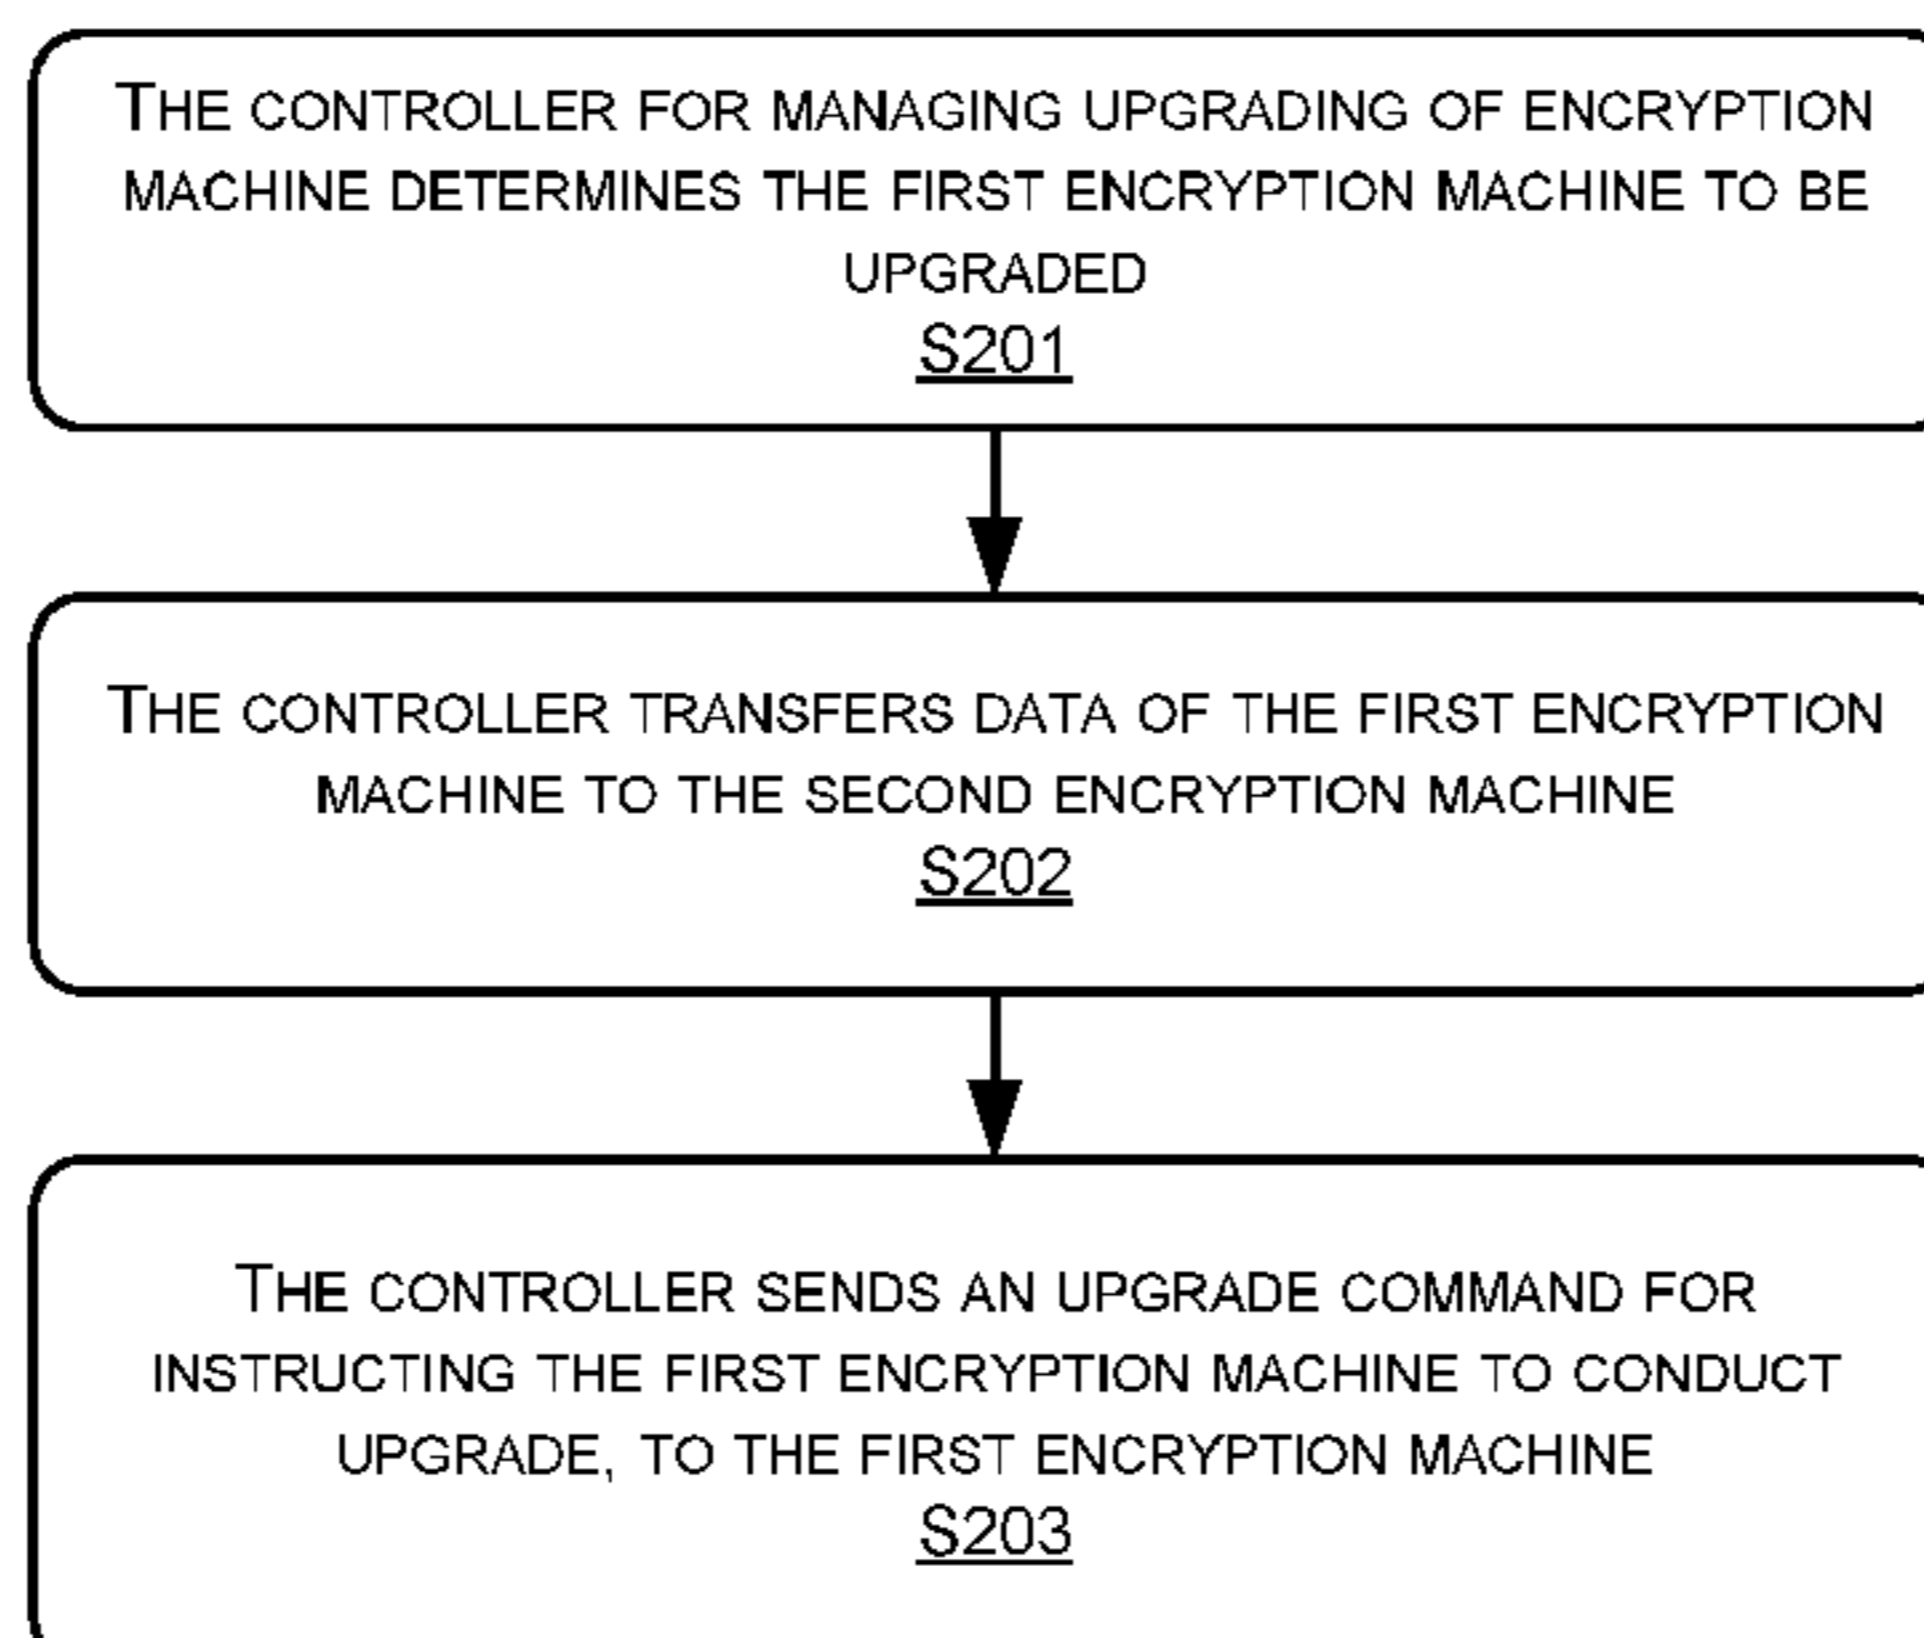 THE CONTROLLER FOR MANAGING UPGRADING OF ENCRYPTION
MACHINE DETERMINES THE FIRST ENCRYPTION MACHINE TO BE
UPGRADED
S201
THE CONTROLLER TRANSFERS DATA OF THE FIRST ENCRYPTION
MACHINE TO THE SECOND ENCRYPTION MACHINE
S202
THE CONTROLLER SENDS AN UPGRADE COMMAND FOR
INSTRUCTING THE FIRST ENCRYPTION MACHINE TO CONDUCT
UPGRADE, TO THE FIRST ENCRYPTION MACHINE
S203